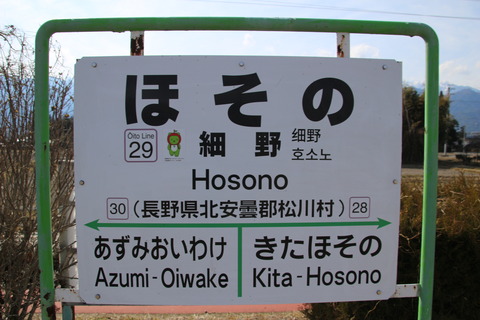 ほその
Ōito Line
29
細野
细野
호소노
Hosono
30 (長野県北安曇郡松川村) 28
あずみおいわけ きたほその
Azumi-Oiwake Kita-Hosono